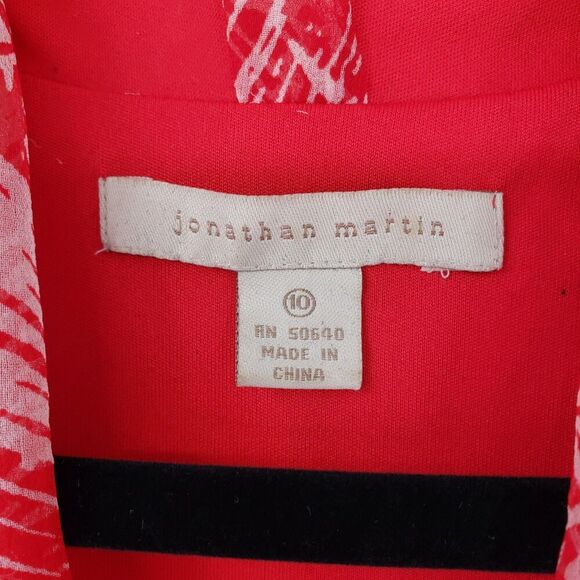 jonathan martin
10
RN 50640
MADE IN
CHINA